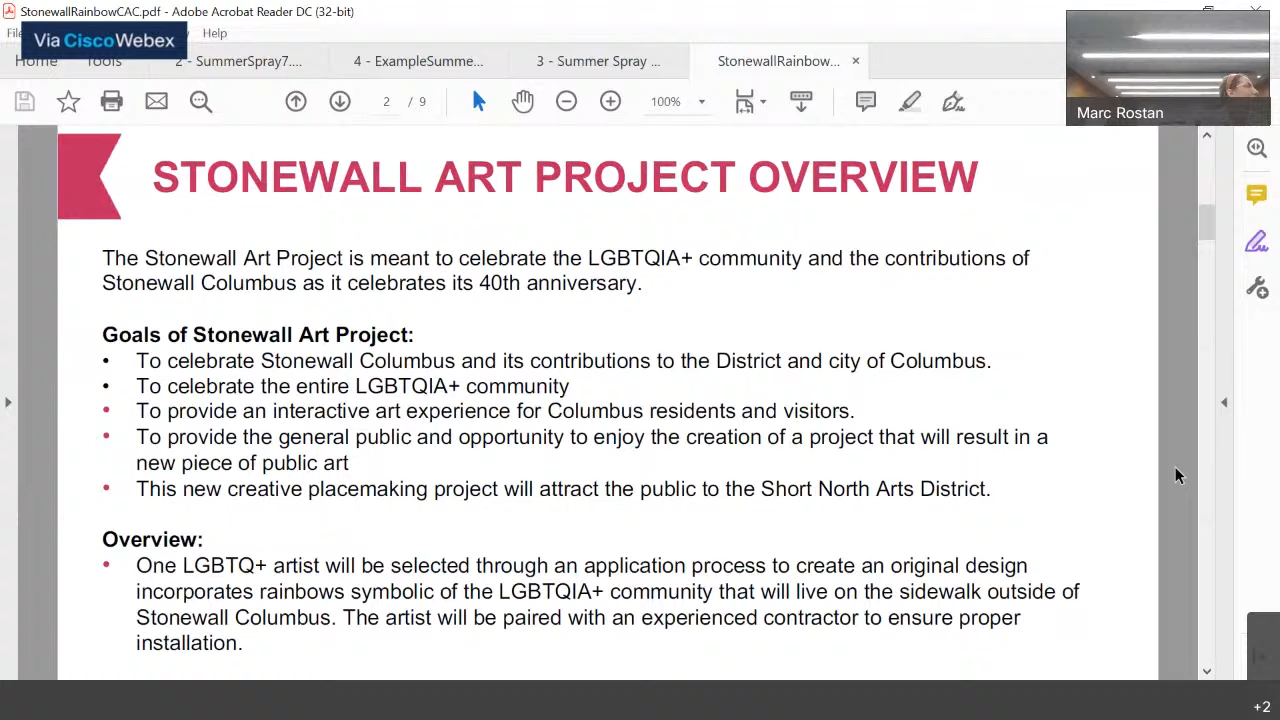 StonewallRainbowCAC.pdf - Adobe Acrobat Reader DC (32-bit)
Via CiscoWebex
Help
Home
Tools
2 - SummerSpray7....
4 - ExampleSumme...
3 - Summer Spray ...
StonewallRainbow...
2 / 9
100%
Marc Rostan
STONEWALL ART PROJECT OVERVIEW
The Stonewall Art Project is meant to celebrate the LGBTQIA+ community and the contributions of
Stonewall Columbus as it celebrates its 40th anniversary.
Goals of Stonewall Art Project:
• To celebrate Stonewall Columbus and its contributions to the District and city of Columbus.
• To celebrate the entire LGBTQIA+ community
• To provide an interactive art experience for Columbus residents and visitors.
• To provide the general public and opportunity to enjoy the creation of a project that will result in a
new piece of public art
• This new creative placemaking project will attract the public to the Short North Arts District.
Overview:
• One LGBTQ+ artist will be selected through an application process to create an original design
incorporates rainbows symbolic of the LGBTQIA+ community that will live on the sidewalk outside of
Stonewall Columbus. The artist will be paired with an experienced contractor to ensure proper
installation.
+2